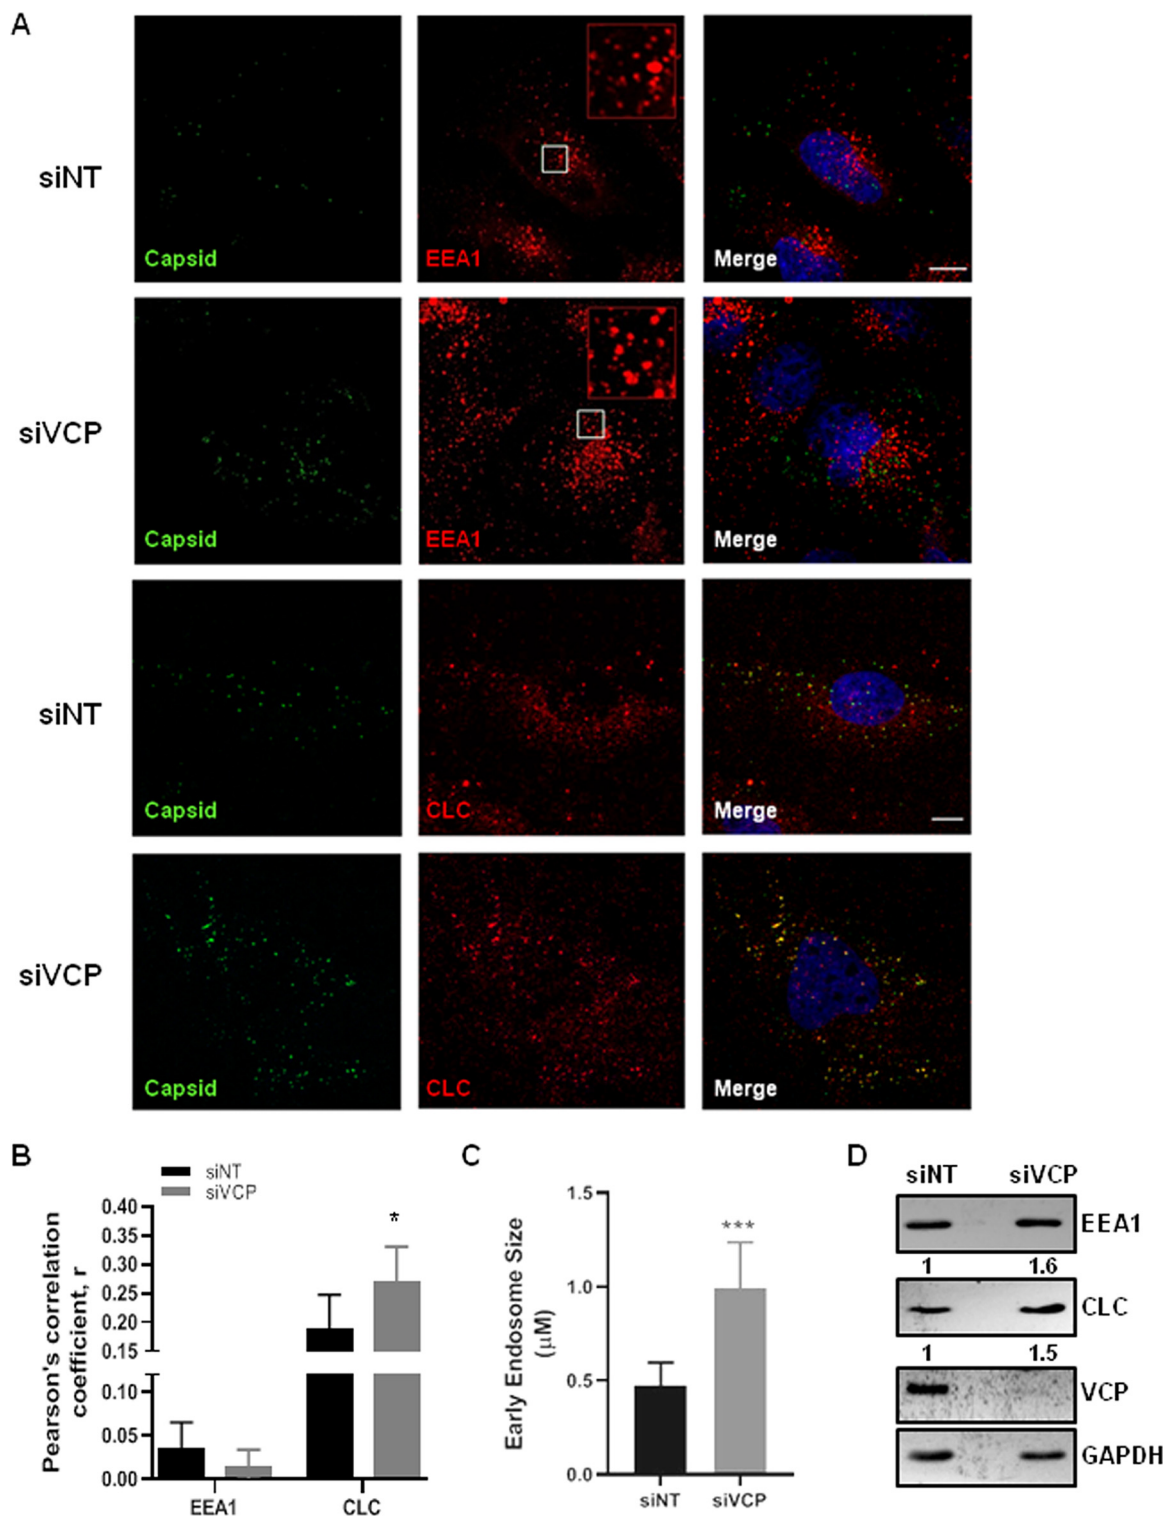 A
siNT
Capsid
EEA1
Merge
siVCP
Capsid
EEA1
Merge
siNT
Capsid
CLC
Merge
siVCP
Capsid
CLC
Merge
B
siNT
siVCP
Pearson's correlation
coefficient, r
0.40
0.35
0.30
0.25
0.20
0.15
0.10
0.05
0.00
*
EEA1
CLC
C
Early Endosome Size
(µM)
1.5
1.0
0.5
0.0
***
siNT
siVCP
D
siNT
siVCP
EEA1
1
1.6
CLC
1
1.5
VCP
GAPDH